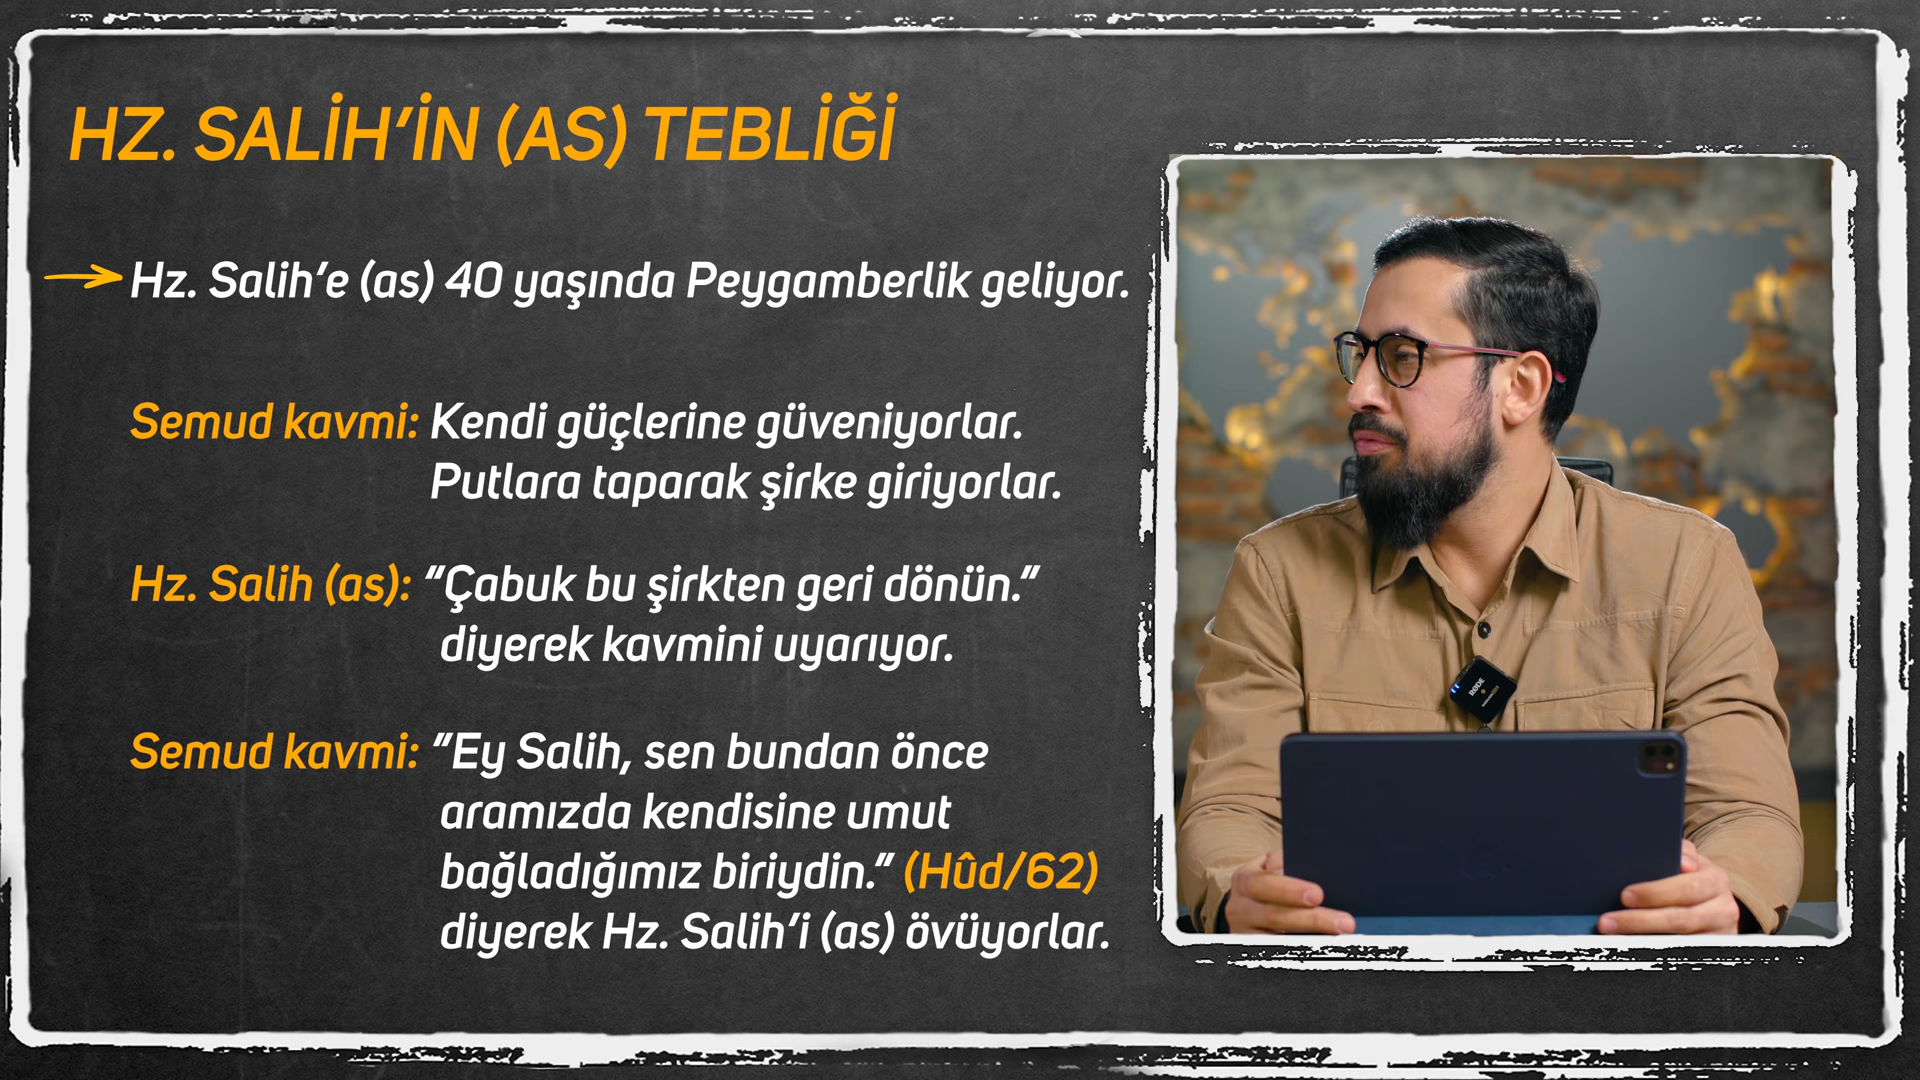 HZ. SALİH’İN (AS) TEBLİĞİ
Hz. Salih’e (as) 40 yaşında Peygamberlik geliyor.
Semud kavmi: Kendi güçlerine güveniyorlar.
Putlara taparak şirke giriyorlar.
Hz. Salih (as): “Çabuk bu şirkten geri dönün.”
diyerek kavmini uyarıyor.
Semud kavmi: “Ey Salih, sen bundan önce
aramızda kendisine umut
bağladığımız biriydin.” (Hûd/62)
diyerek Hz. Salih’i (as) övüyorlar.
RØDE